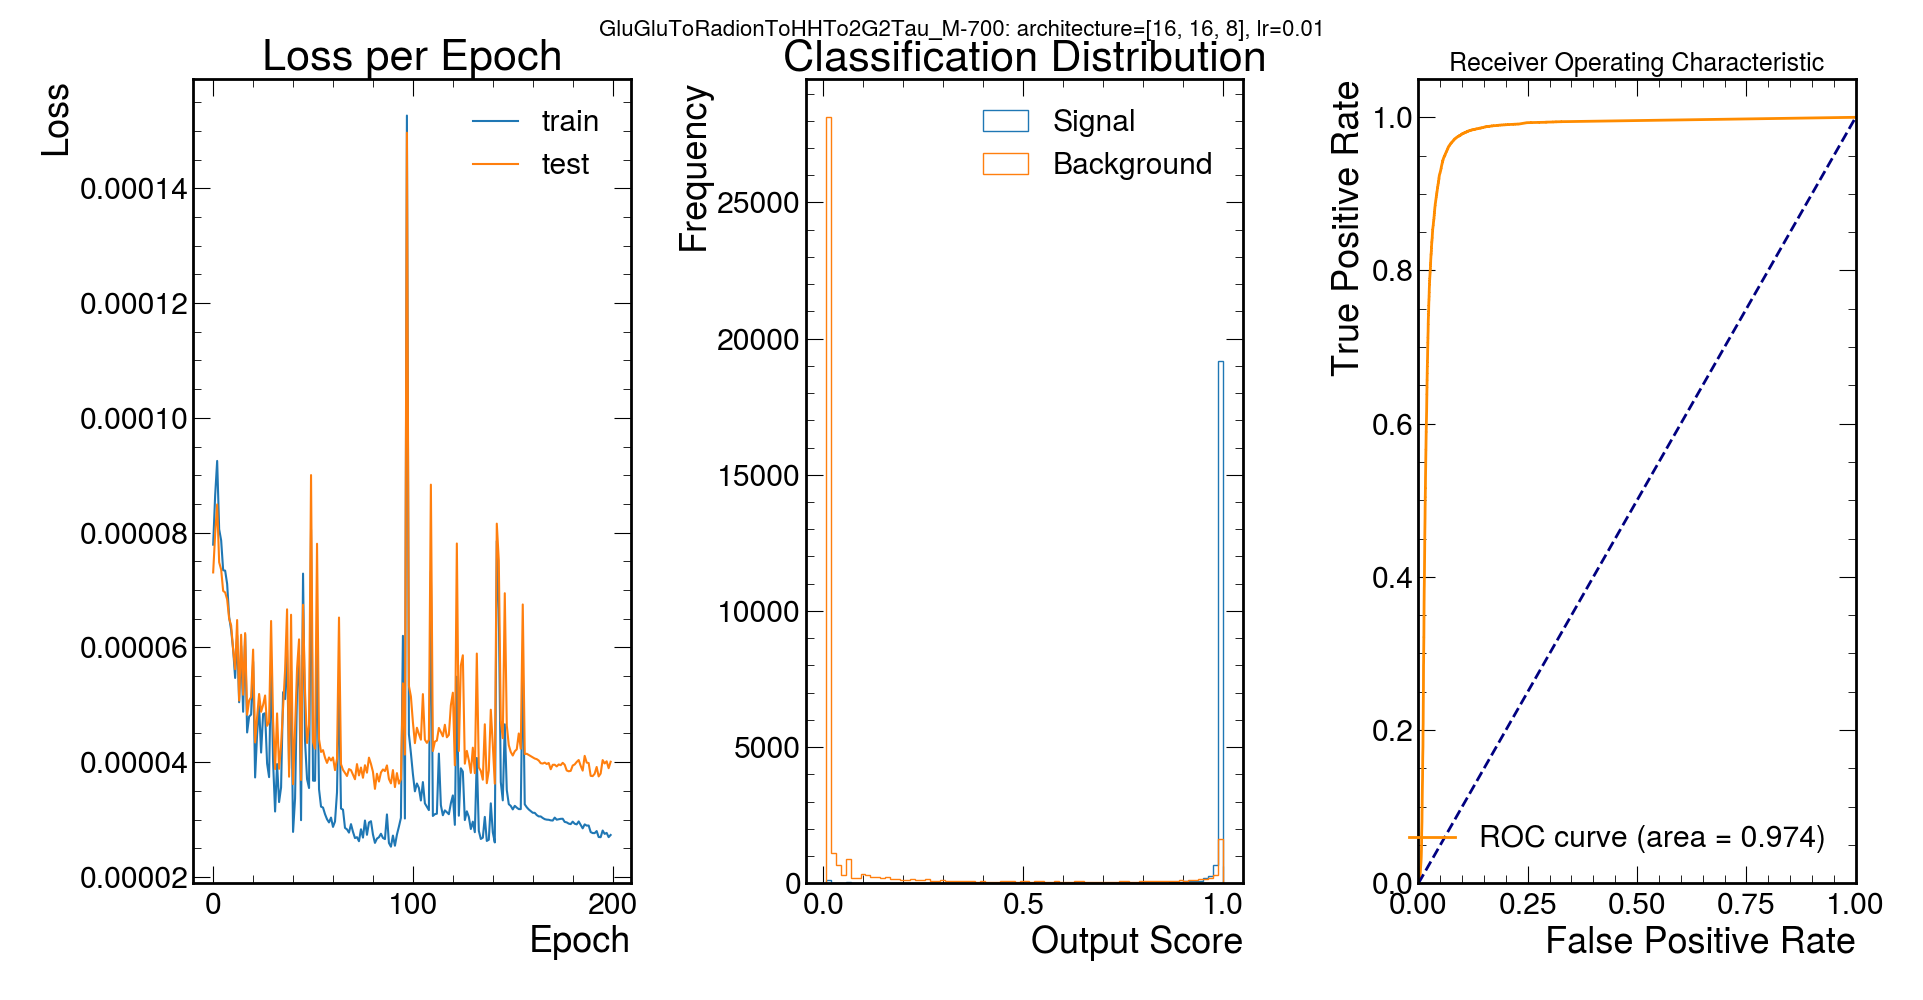 GluGluToRadionToHHTo2G2Tau_M-700: architecture=[16, 16, 8], lr=0.01
Loss per Epoch
Loss
train
test
0.00014
0.00012
0.00010
0.00008
0.00006
0.00004
0.00002
0
100
200
Epoch
Classification Distribution
Frequency
Signal
Background
25000
20000
15000
10000
5000
0
0.0
0.5
1.0
Output Score
Receiver Operating Characteristic
True Positive Rate
1.0
0.8
0.6
0.4
0.2
0.0
ROC curve (area = 0.974)
0.00
0.25
0.50
0.75
1.00
False Positive Rate